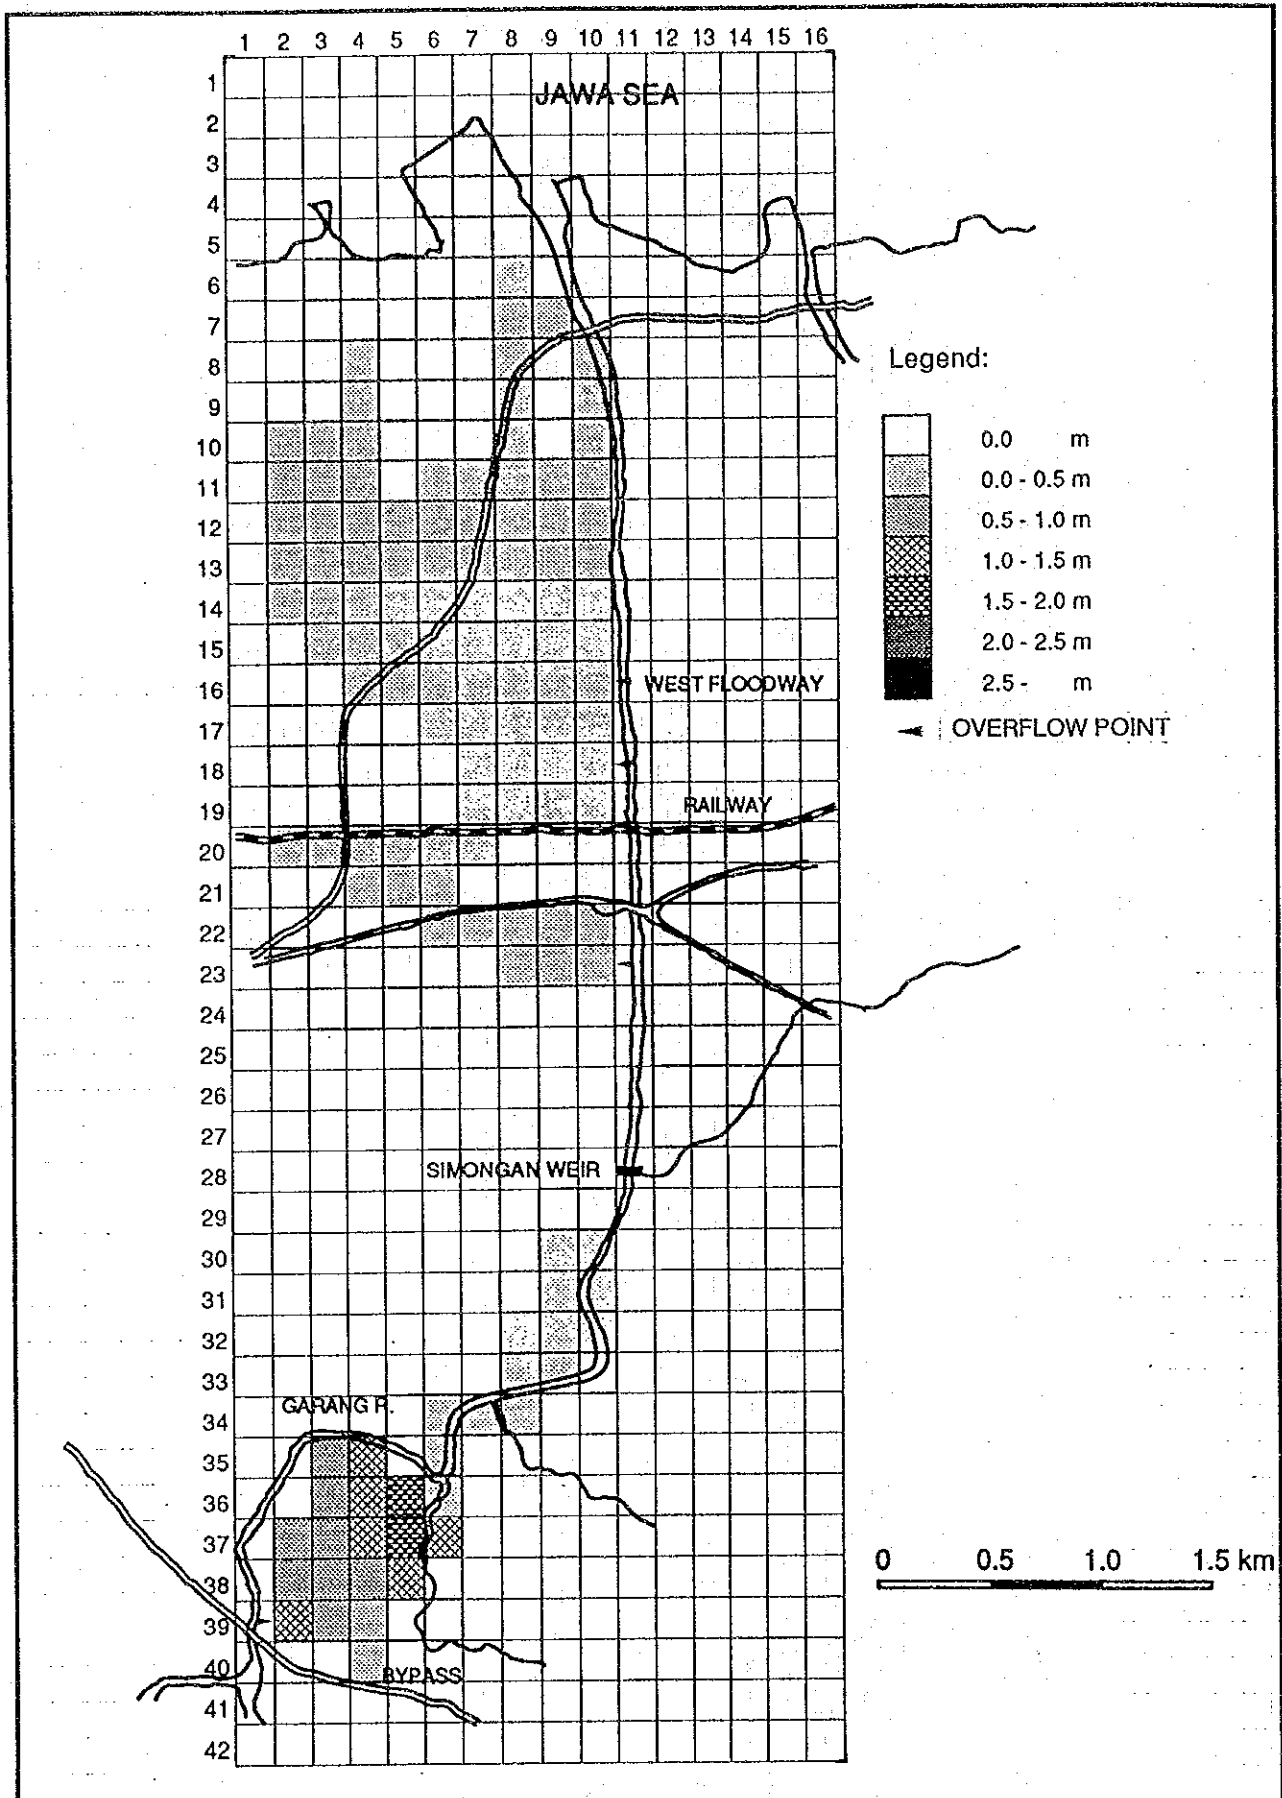 1 2 3 4 5 6 7 8 9 10 11 12 13 14 15 16
1
JAWA SEA
2
3
4
5
6
7
Legend:
8
9
10
0.0 m
11
0.0 - 0.5 m
12
0.5 - 1.0 m
13
1.0 - 1.5 m
14
1.5 - 2.0 m
15
2.0 - 2.5 m
16
WEST FLOODWAY
2.5 - m
17
OVERFLOW POINT
18
19
RAILWAY
20
21
22
23
24
25
26
27
SIMONGAN WEIR
28
29
30
31
32
33
GARANG R.
34
35
36
37
0 0.5 1.0 1.5 km
38
39
40
BYPASS
41
42